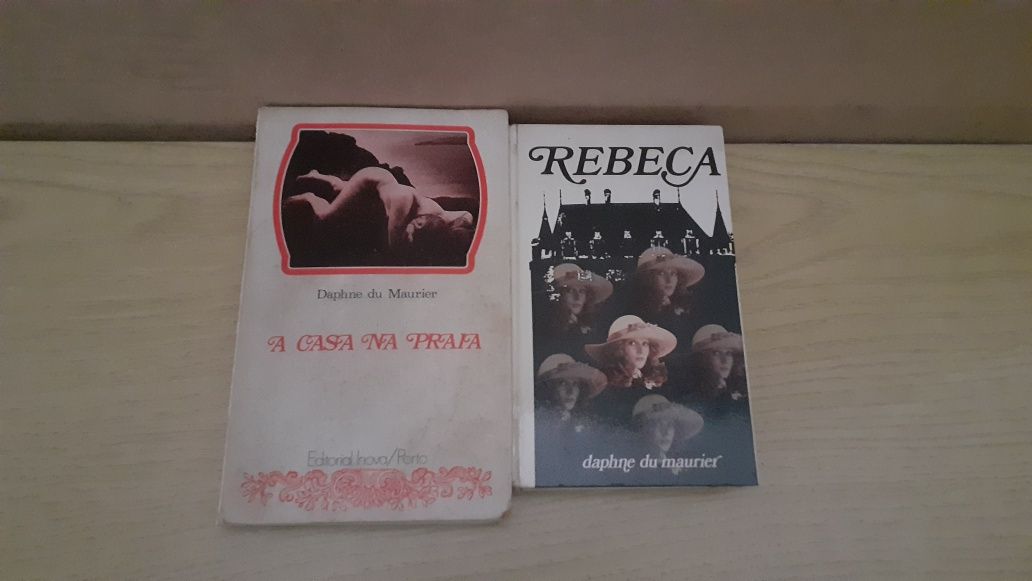 Daphne du Maurier
A CASA NA PRAIA
Editorial Inova/Porto
REBECA
daphne du maurier